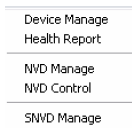 Device Manage
Health Report
NVD Manage
NVD Control
SNVD Manage